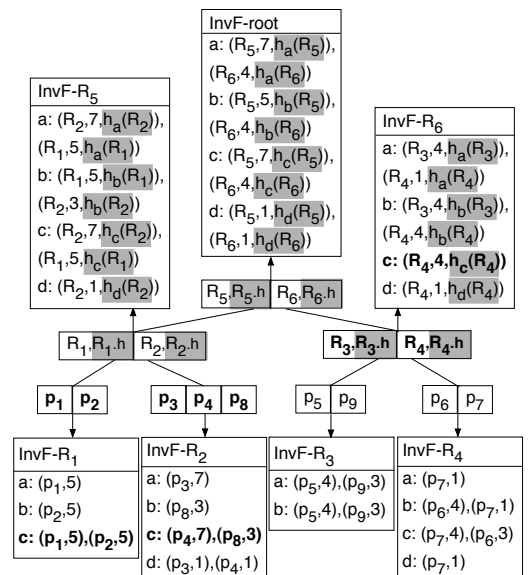 InvF-root
a: (R5,7,ha(R5)),
(R6,4,ha(R6))
b: (R5,5,hb(R5)),
(R6,4,hb(R6))
c: (R5,7,hc(R5)),
(R6,4,hc(R6))
d: (R5,1,hd(R5)),
(R6,1,hd(R6))
InvF-R5
a: (R2,7,ha(R2)),
(R1,5,ha(R1))
b: (R1,5,hb(R1)),
(R2,3,hb(R2))
c: (R2,7,hc(R2)),
(R1,5,hc(R1))
d: (R2,1,hd(R2))
InvF-R6
a: (R3,4,ha(R3)),
(R4,1,ha(R4))
b: (R3,4,hb(R3)),
(R4,4,hb(R4))
c: (R4,4,hc(R4))
d: (R4,1,hd(R4))
R5,R5.h R6,R6.h
R1,R1.h R2,R2.h
R3,R3.h R4,R4.h
p1 p2
p3 p4 p8
p5 p9
p6 p7
InvF-R1
a: (p1,5)
b: (p2,5)
c: (p1,5),(p2,5)
InvF-R2
a: (p3,7)
b: (p8,3)
c: (p4,7),(p8,3)
d: (p3,1),(p4,1)
InvF-R3
a: (p5,4),(p9,3)
b: (p5,4),(p9,3)
InvF-R4
a: (p7,1)
b: (p6,4),(p7,1)
c: (p7,4),(p6,3)
d: (p7,1)